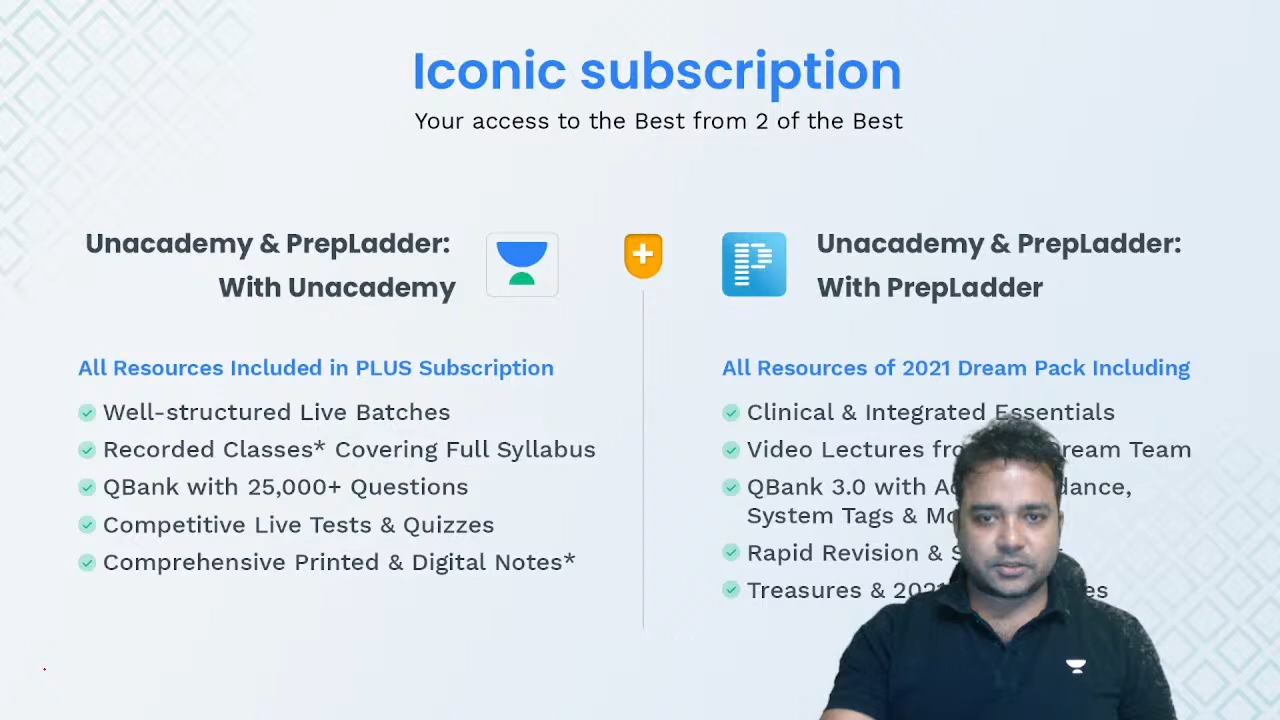 Iconic subscription
Your access to the Best from 2 of the Best
Unacademy & PrepLadder:
With Unacademy
All Resources Included in PLUS Subscription
Well-structured Live Batches
Recorded Classes* Covering Full Syllabus
QBank with 25,000+ Questions
Competitive Live Tests & Quizzes
Comprehensive Printed & Digital Notes*
Unacademy & PrepLadder:
With PrepLadder
All Resources of 2021 Dream Pack Including
Clinical & Integrated Essentials
Video Lectures Dream Team
QBank 3.0 with
System Tags &
Rapid Revision &
Treasures &